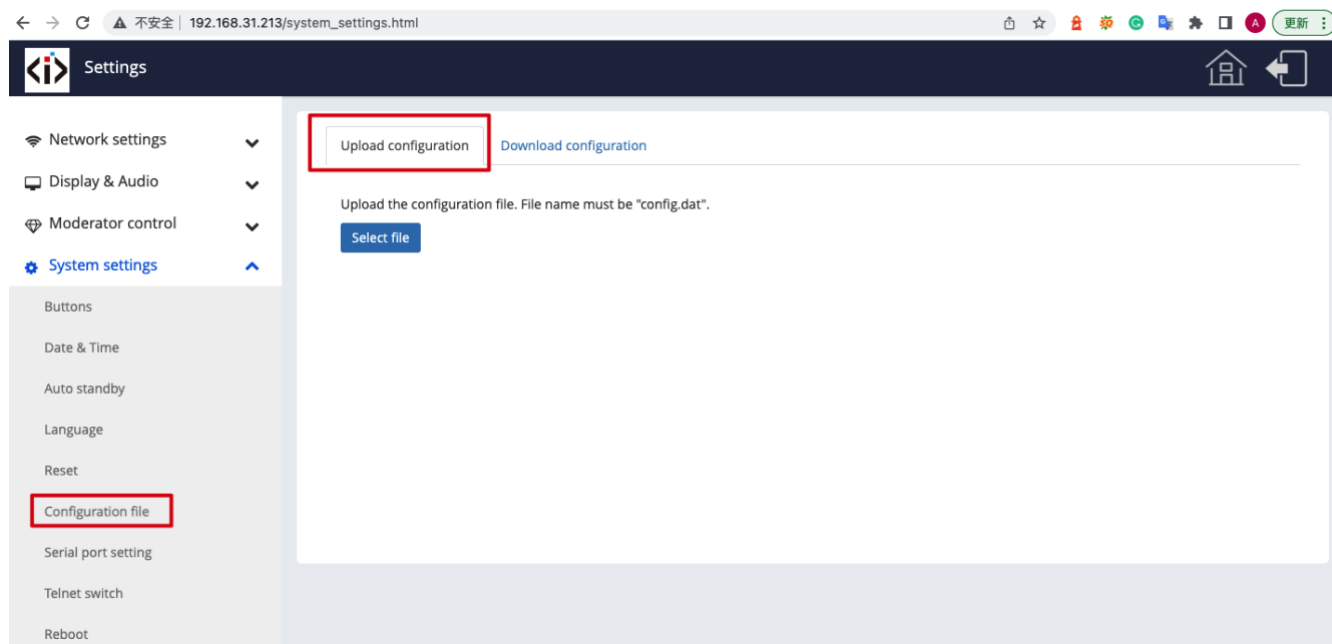 不安全 192.168.31.213/system_settings.html
A 更新
<i> Settings
Network settings
Display & Audio
Moderator control
System settings
Buttons
Date & Time
Auto standby
Language
Reset
Configuration file
Serial port setting
Telnet switch
Reboot
Upload configuration Download configuration
Upload the configuration file. File name must be "config.dat".
Select file